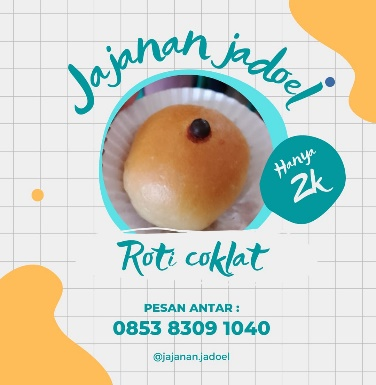 Jajanan jadoel
Hanya
2k
Roti coklat
PESAN ANTAR :
0853 8309 1040
@jajanan.jadoel